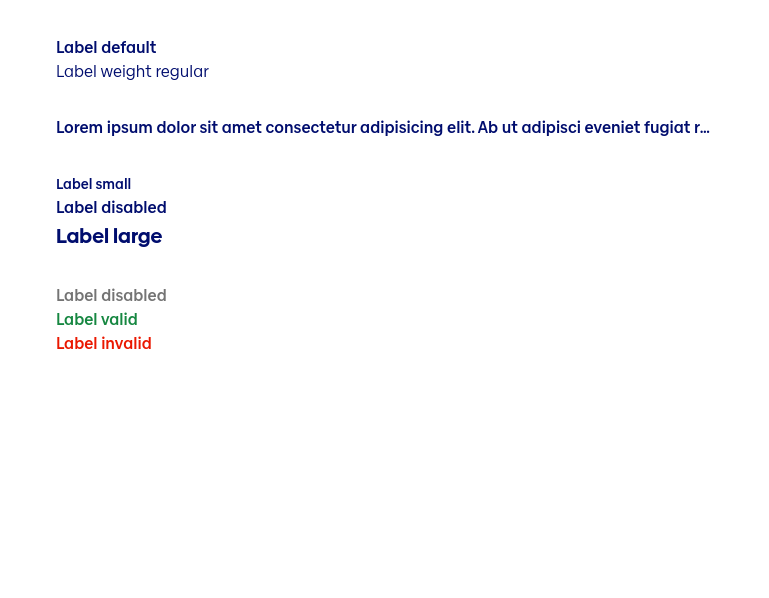 Label default
Label weight regular
Lorem ipsum dolor sit amet consectetur adipisicing elit. Ab ut adipisci eveniet fugiat r...
Label small
Label disabled
Label large
Label disabled
Label valid
Label invalid